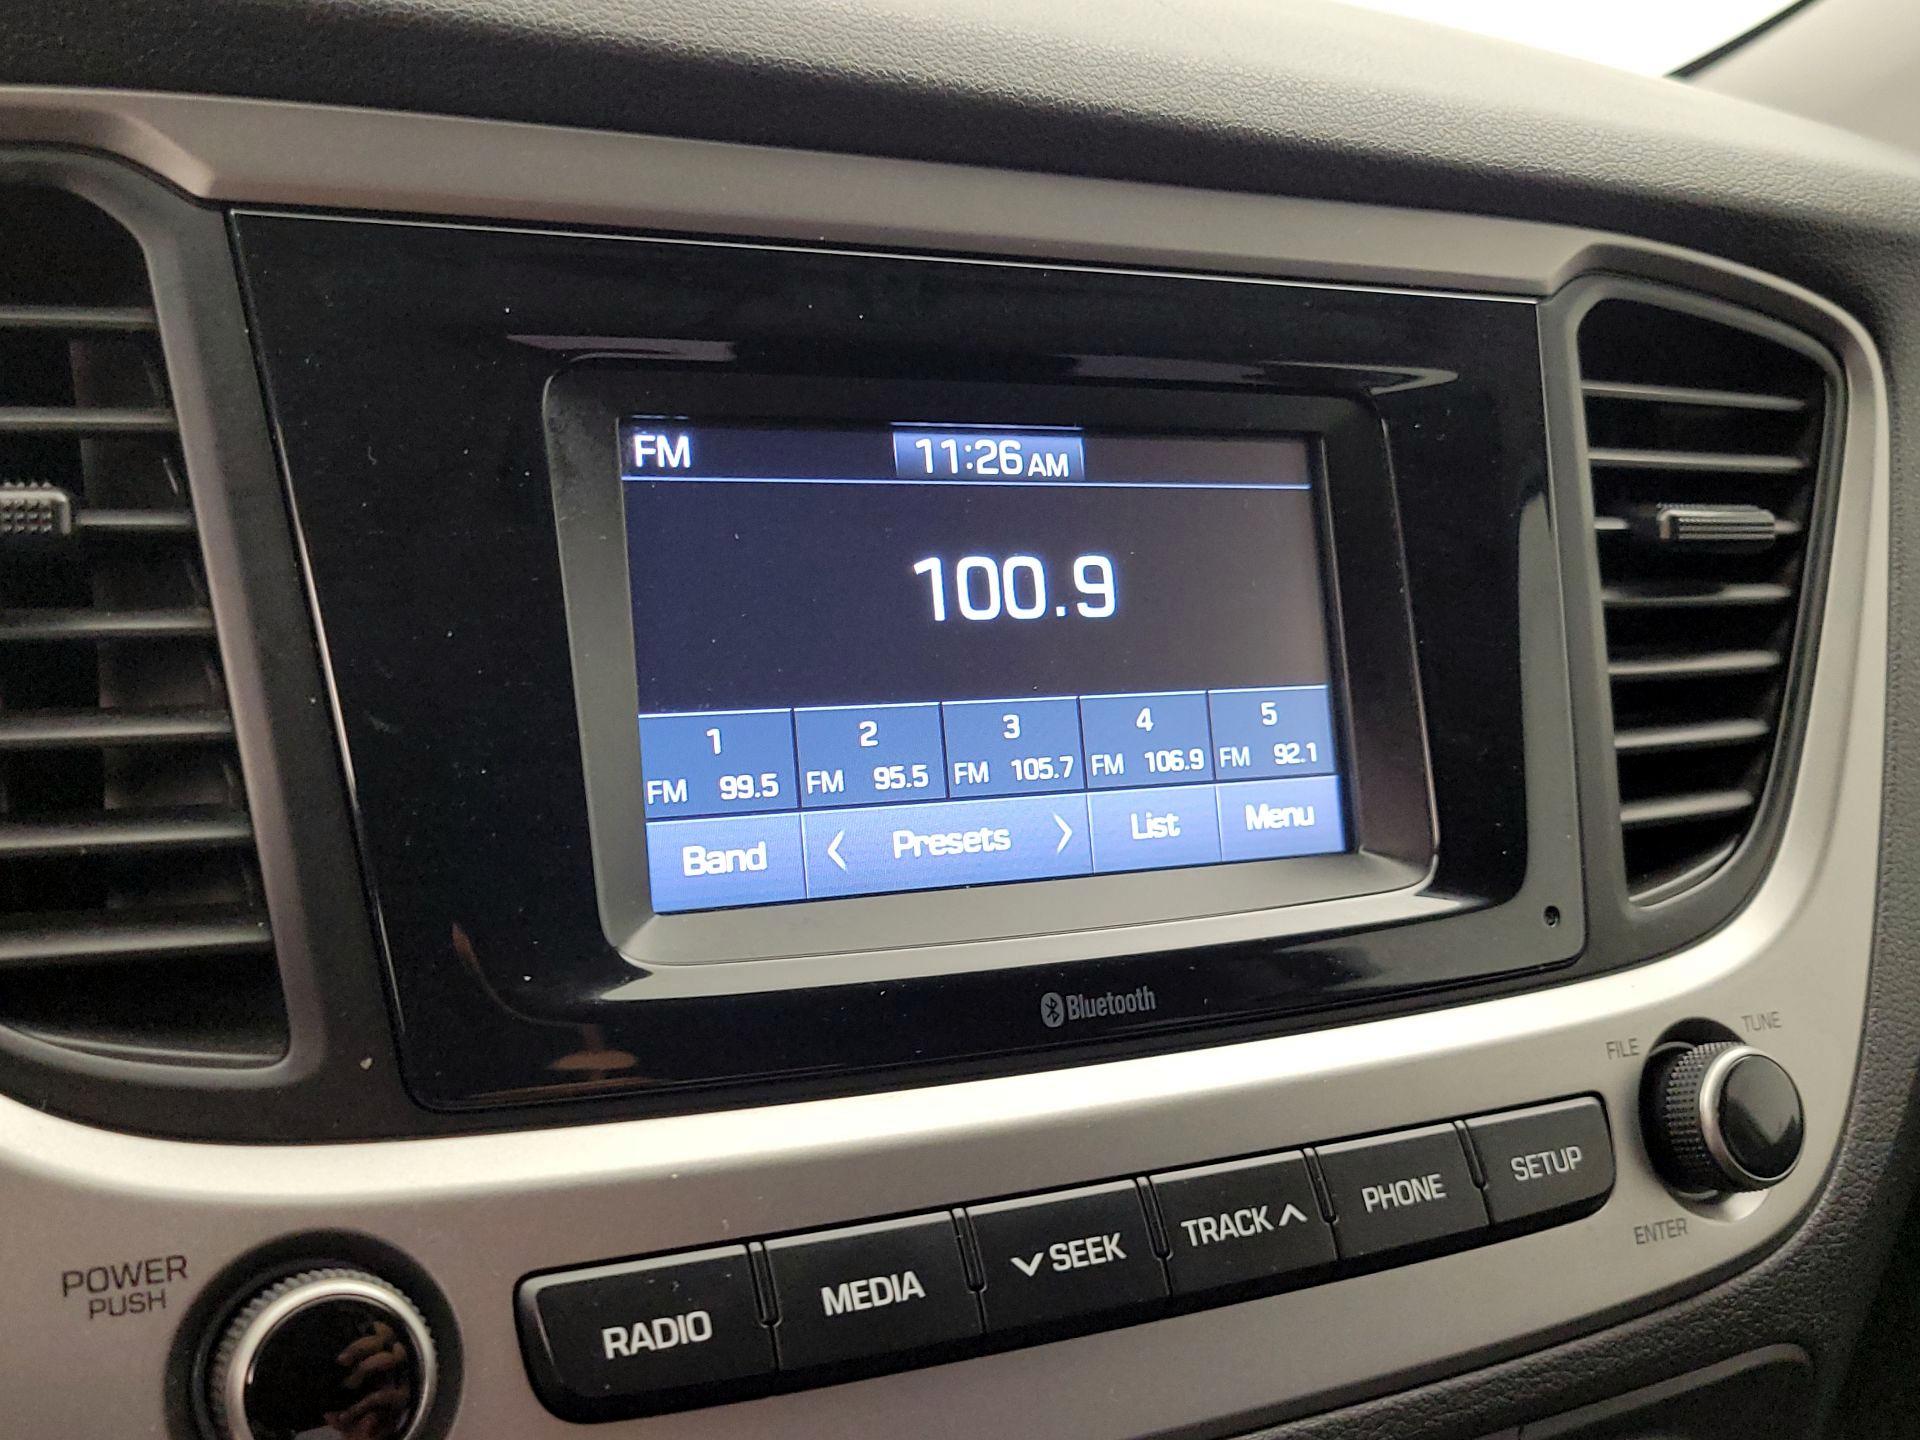 FM 11:26 AM
100.9
1 2 3 4 5
FM 99.5 FM 95.5 FM 105.7 FM 106.9 FM 92.1
Band < Presets > List Menu
Bluetooth
FILE TUNE
ENTER
POWER
PUSH
RADIO MEDIA ∨ SEEK TRACK ∧ PHONE SETUP